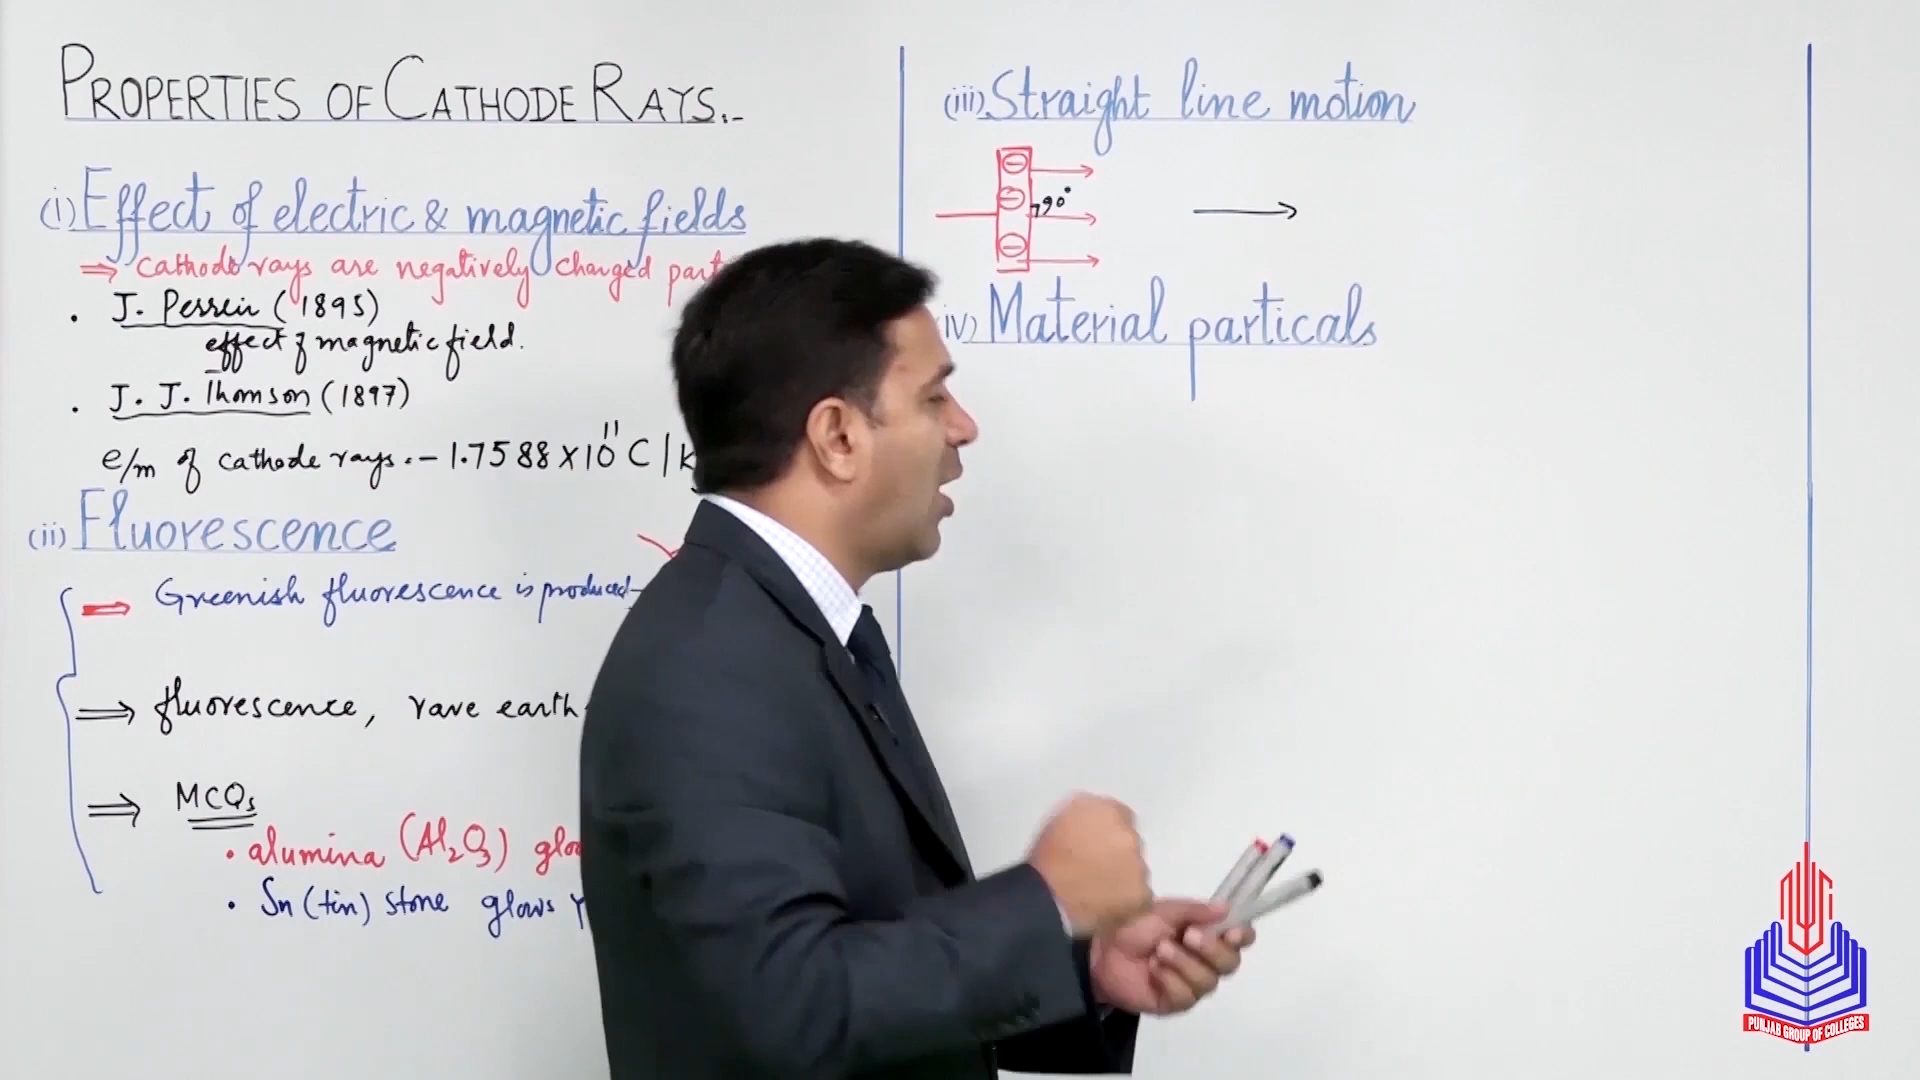 PROPERTIES OF CATHODE RAYS.-
(i) Effect of electric & magnetic fields
⇒ cathode rays are negatively charged part
• J. Perrein (1895)
effect of magnetic field.
• J. J. Thomson (1897)
e/m of cathode rays.- 1.7588 X 10¹¹ C / k
(ii) Fluorescence
⇒ Greenish fluorescence is produced
⇒ fluorescence, rare earth
⇒ MCQs
• alumina (Al₂O₃) glo
• Sn (tin) stone glows y
(iii) Straight line motion
90°
iv) Material particals
PUNJAB GROUP OF COLLEGES